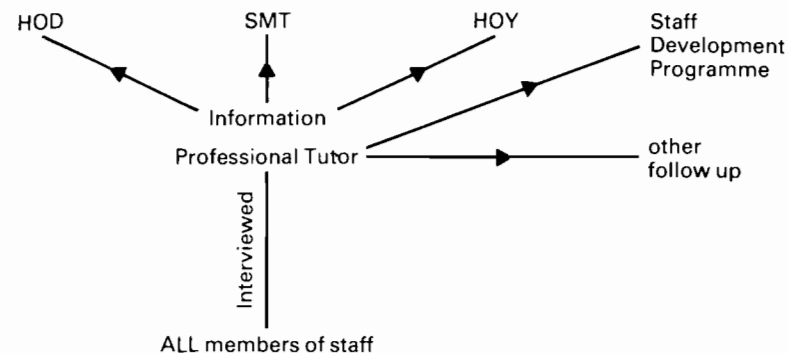 HOD
SMT
HOY
Staff
Development
Programme
Information
Professional Tutor
other
follow up
Interviewed
ALL members of staff